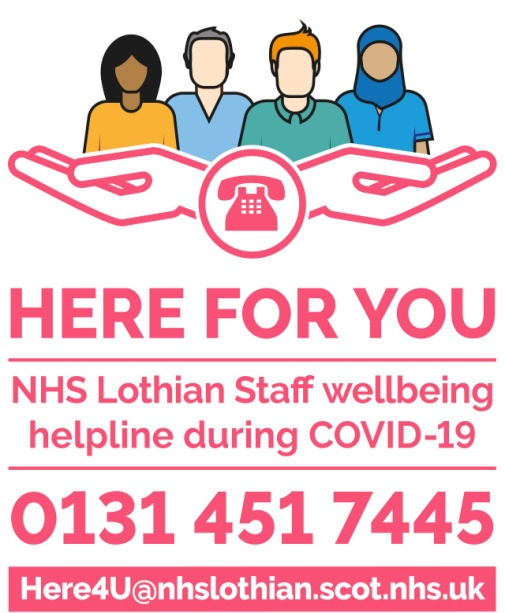 HERE FOR YOU
NHS Lothian Staff wellbeing
helpline during COVID-19
0131 451 7445
Here4U@nhslothian.scot.nhs.uk